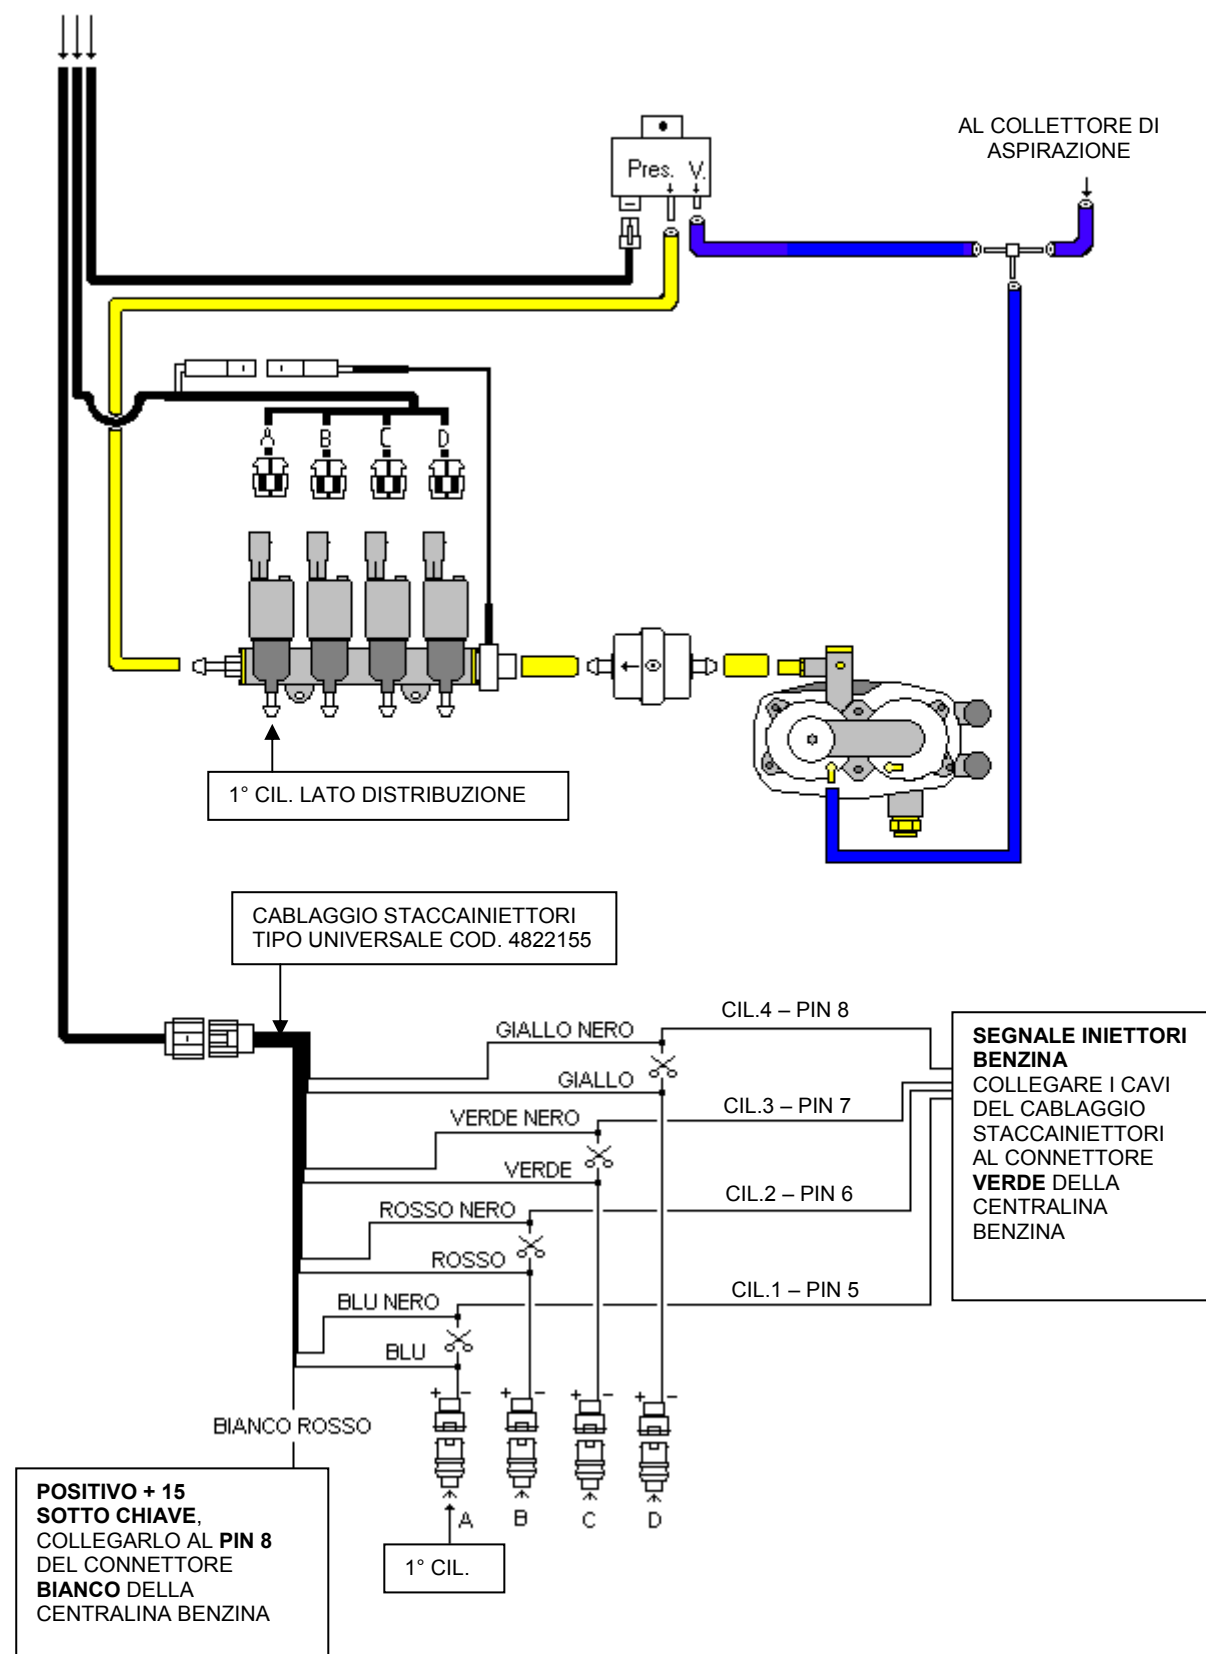 AL COLLETTORE DI
ASPIRAZIONE
Pres. V.
A B C D
1° CIL. LATO DISTRIBUZIONE
CABLAGGIO STACCAINIETTORI
TIPO UNIVERSALE COD. 4822155
GIALLO NERO
CIL.4 – PIN 8
GIALLO
VERDE NERO
CIL.3 – PIN 7
VERDE
ROSSO NERO
CIL.2 – PIN 6
ROSSO
BLU NERO
CIL.1 – PIN 5
BLU
SEGNALE INIETTORI
BENZINA
COLLEGARE I CAVI
DEL CABLAGGIO
STACCAINIETTORI
AL CONNETTORE
VERDE DELLA
CENTRALINA
BENZINA
+ - + - + - + -
BIANCO ROSSO
A B C D
1° CIL.
POSITIVO + 15
SOTTO CHIAVE,
COLLEGARLO AL PIN 8
DEL CONNETTORE
BIANCO DELLA
CENTRALINA BENZINA